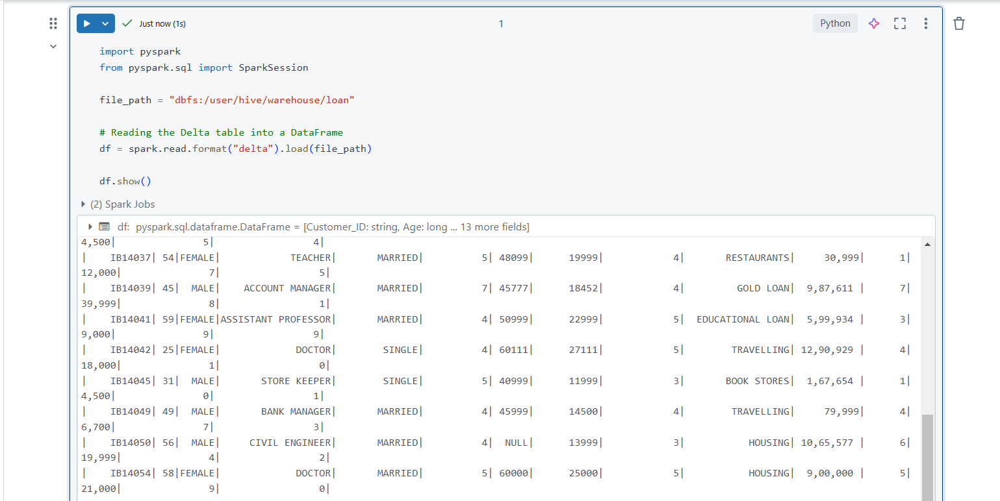 Just now (1s)
1
Python
import pyspark
from pyspark.sql import SparkSession
file_path = "dbfs:/user/hive/warehouse/loan"
# Reading the Delta table into a DataFrame
df = spark.read.format("delta").load(file_path)
df.show()
(2) Spark Jobs
df: pyspark.sql.dataframe.DataFrame = [Customer_ID: string, Age: long ... 13 more fields]
4,500| 5| 4|
| IB14037| 54|FEMALE| TEACHER| MARRIED| 5| 48099| 19999| 4| RESTAURANTS| 30,999| 1|
12,000| 7| 5|
| IB14039| 45| MALE| ACCOUNT MANAGER| MARRIED| 7| 45777| 18452| 4| GOLD LOAN| 9,87,611 | 7|
39,999| 8| 1|
| IB14041| 59|FEMALE|ASSISTANT PROFESSOR| MARRIED| 4| 50999| 22999| 5| EDUCATIONAL LOAN| 5,99,934 | 3|
9,000| 9| 9|
| IB14042| 25|FEMALE| DOCTOR| SINGLE| 4| 60111| 27111| 5| TRAVELLING| 12,90,929 | 4|
18,000| 1| 0|
| IB14045| 31| MALE| STORE KEEPER| SINGLE| 5| 40999| 11999| 3| BOOK STORES| 1,67,654 | 1|
4,500| 0| 1|
| IB14049| 49| MALE| BANK MANAGER| MARRIED| 4| 45999| 14500| 4| TRAVELLING| 79,999| 4|
6,700| 7| 3|
| IB14050| 56| MALE| CIVIL ENGINEER| MARRIED| 4| NULL| 13999| 3| HOUSING| 10,65,577 | 6|
19,999| 4| 2|
| IB14054| 58|FEMALE| DOCTOR| MARRIED| 5| 60000| 25000| 5| HOUSING| 9,00,000 | 5|
21,000| 9| 0|